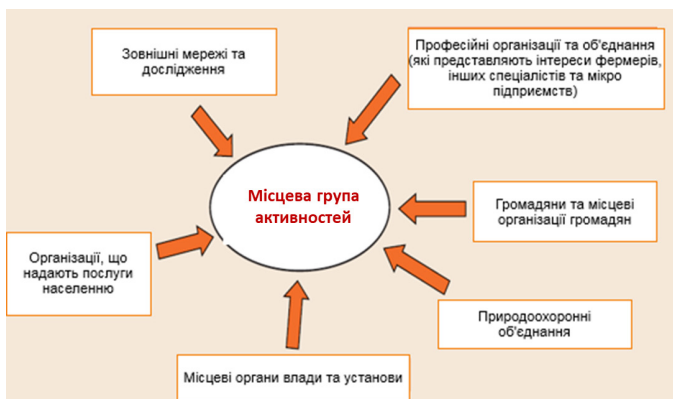 Зовнішні мережі та
дослідження
Професійні організації та об'єднання
(які представляють інтереси фермерів,
інших спеціалістів та мікро
підприємств)
Місцева група
активностей
Громадяни та місцеві
організації громадян
Організації, що
надають послуги
населенню
Природоохоронні
об'єднання
Місцеві органи влади та установи